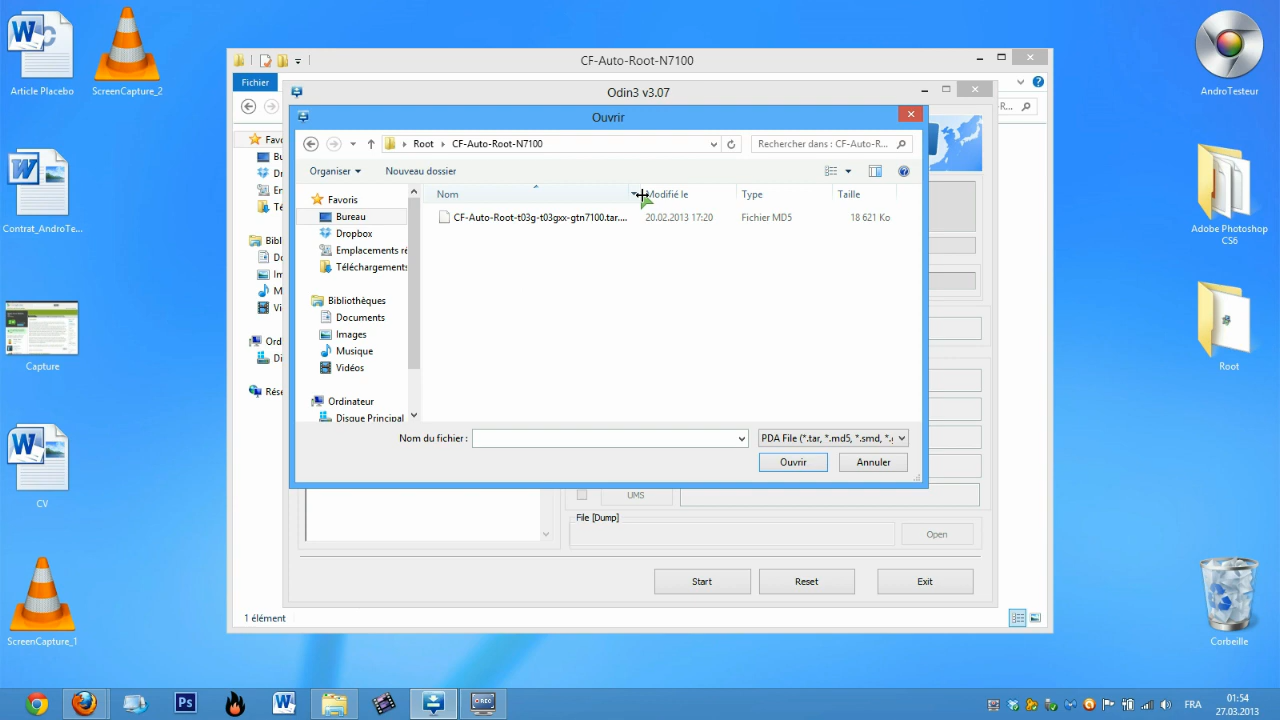 Article Placebo
ScreenCapture_2
Contrat_AndroTe...
Capture
CV
ScreenCapture_1
AndroTesteur
Adobe Photoshop
CS6
Root
Corbeille
CF-Auto-Root-N7100
Fichier
Odin3 v3.07
Ouvrir
Root
CF-Auto-Root-N7100
Rechercher dans : CF-Auto-R...
Organiser
Nouveau dossier
Favoris
Bureau
Dropbox
Emplacements ré
Téléchargements
Bibliothèques
Documents
Images
Musique
Vidéos
Ordinateur
Disque Principal
Nom
Modifié le
Type
Taille
CF-Auto-Root-t03g-t03gxx-gtn7100.tar....
20.02.2013 17:20
Fichier MD5
18 621 Ko
Nom du fichier :
PDA File (*.tar, *.md5, *.smd, *.g
Ouvrir
Annuler
UMS
File [Dump]
Open
Start
Reset
Exit
1 élément
Ps
REC
FRA
01:54
27.03.2013